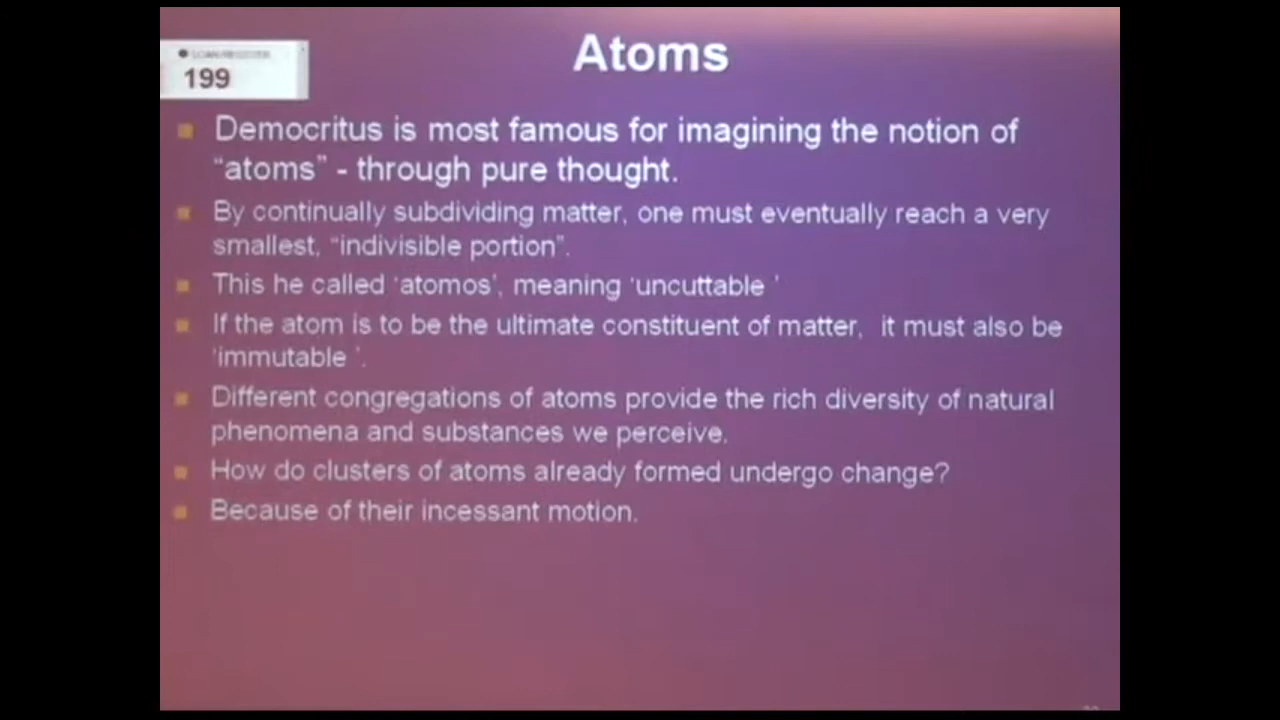 Atoms
199
Democritus is most famous for imagining the notion of
“atoms” - through pure thought.
By continually subdividing matter, one must eventually reach a very
smallest, “indivisible portion”.
This he called ‘atomos’, meaning ‘uncuttable ’
If the atom is to be the ultimate constituent of matter,  it must also be
‘immutable ’.
Different congregations of atoms provide the rich diversity of natural
phenomena and substances we perceive.
How do clusters of atoms already formed undergo change?
Because of their incessant motion.